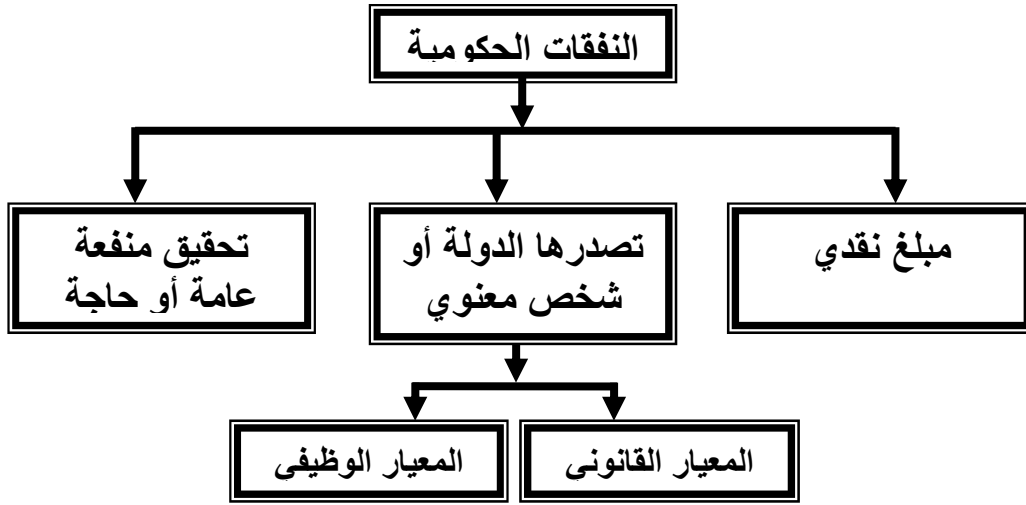 النفقات الحكومية
مبلغ نقدي
تصدرها الدولة أو
شخص معنوي
تحقيق منفعة
عامة أو حاجة
المعيار القانوني
المعيار الوظيفي